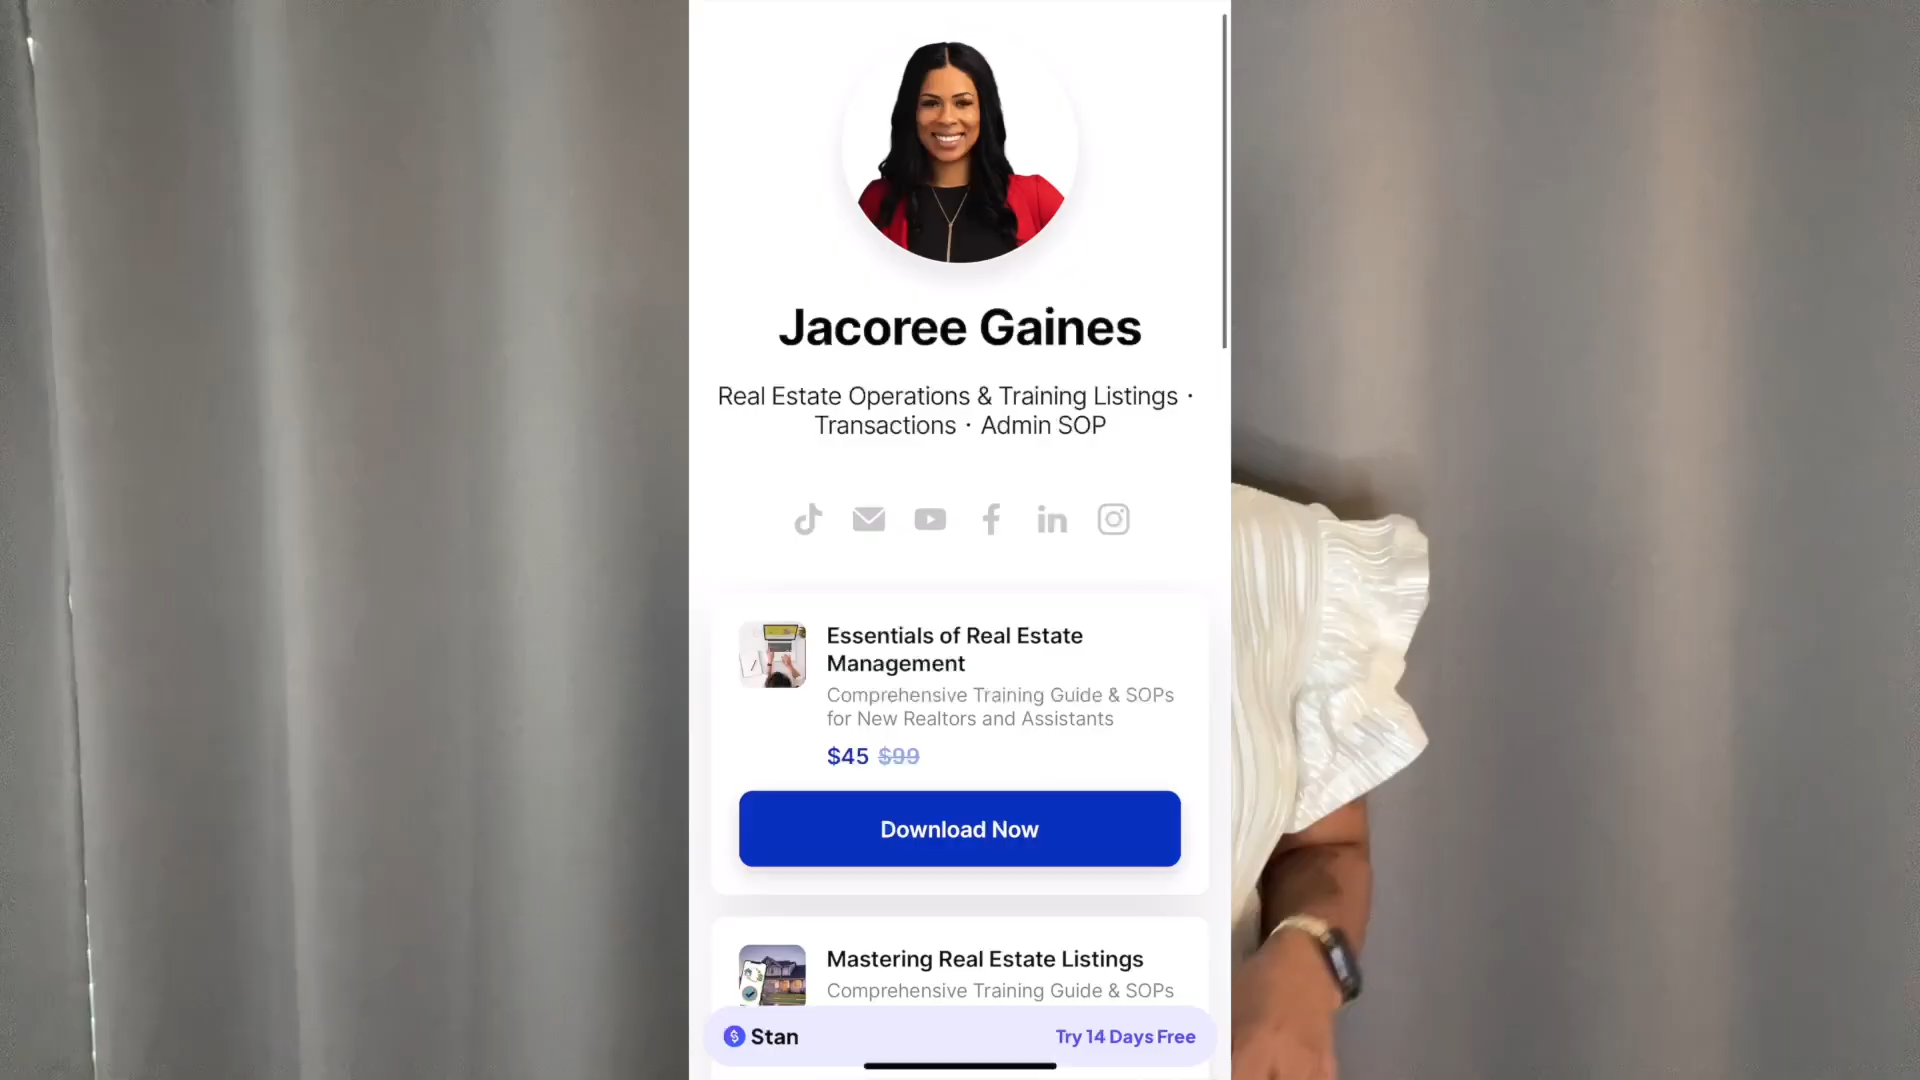 Jacoree Gaines
Real Estate Operations & Training Listings ·
Transactions · Admin SOP
Essentials of Real Estate
Management
Comprehensive Training Guide & SOPs
for New Realtors and Assistants
$45 $99
Download Now
Mastering Real Estate Listings
Comprehensive Training Guide & SOPs
Stan
Try 14 Days Free